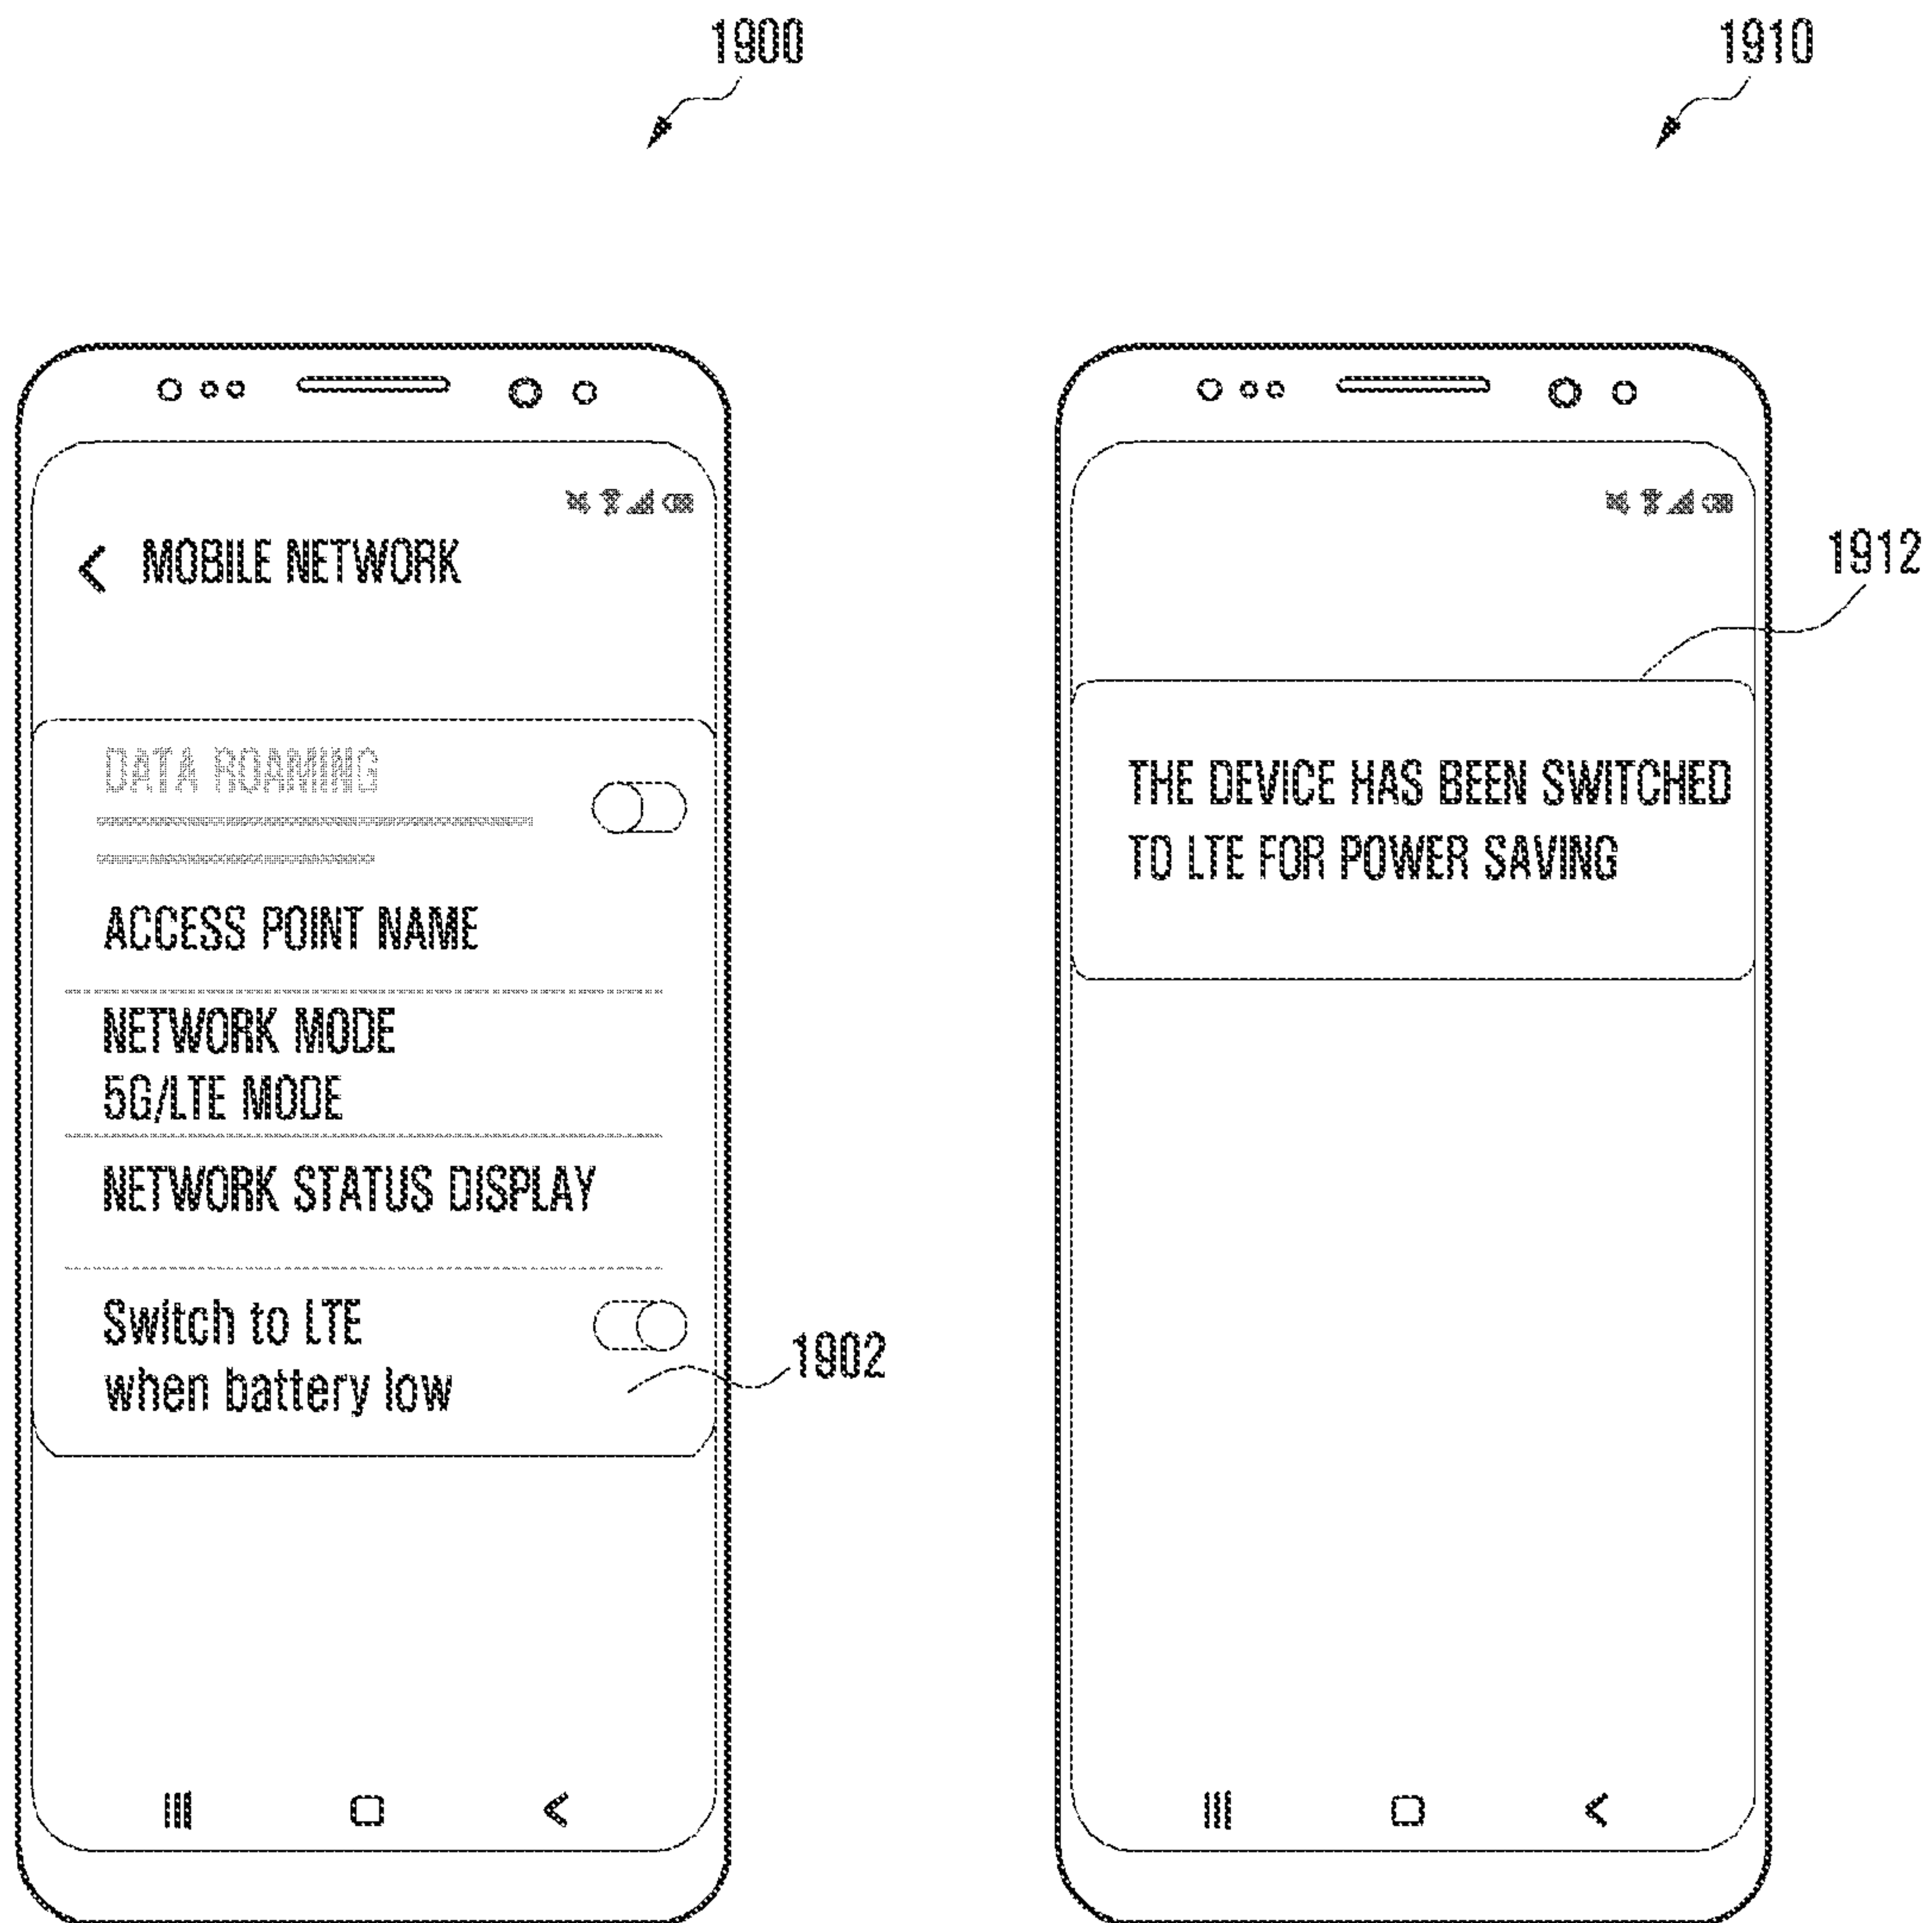 1900
MOBILE NETWORK
DATA ROAMING
ACCESS POINT NAME
NETWORK MODE
5G/LTE MODE
NETWORK STATUS DISPLAY
Switch to LTE
when battery low
1902
1910
1912
THE DEVICE HAS BEEN SWITCHED
TO LTE FOR POWER SAVING